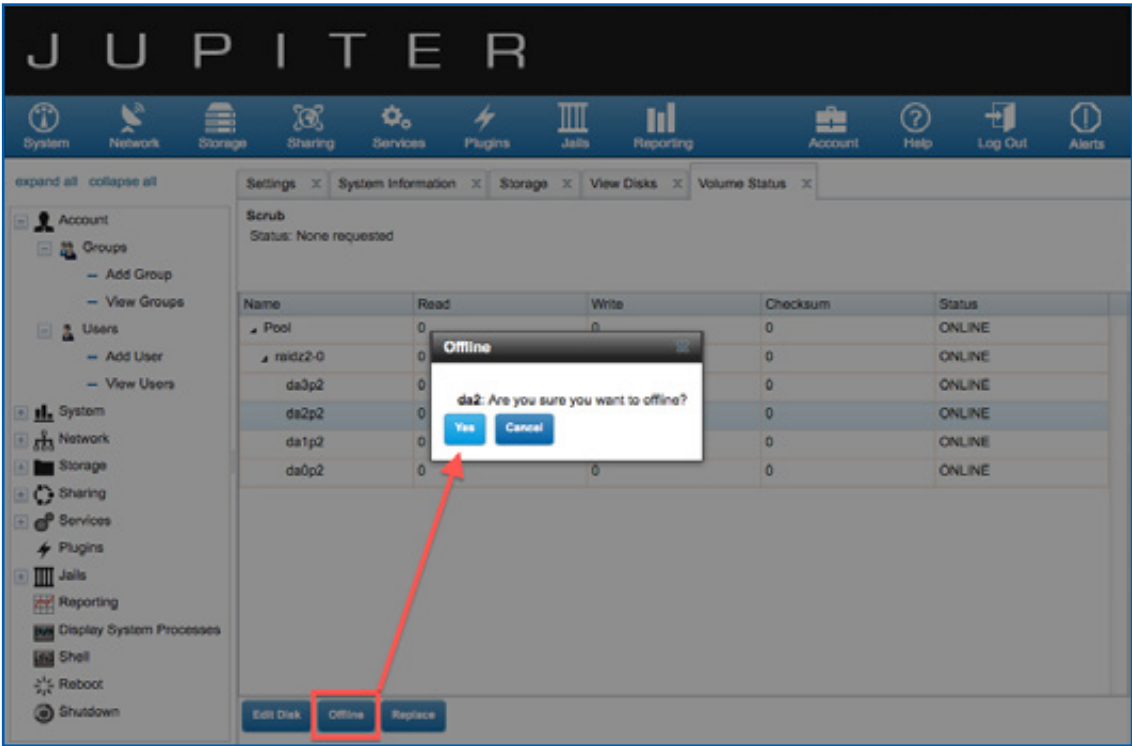 JUPITER
System Network Storage Sharing Services Plugins Jails Reporting Account Help Log Out Alerts
expand all collapse all
Settings System Information Storage View Disks Volume Status
Account
Groups
Add Group
View Groups
Users
Add User
View Users
System
Network
Storage
Sharing
Services
Plugins
Jails
Reporting
Display System Processes
Shell
Reboot
Shutdown
Scrub
Status: None requested
Name Read Write Checksum Status
Pool 0 0 0 ONLINE
raidz2-0 0 0 ONLINE
da3p2 0 0 ONLINE
da2p2 0 0 ONLINE
da1p2 0 0 ONLINE
da0p2 0 0 0 ONLINE
Offline
da2: Are you sure you want to offline?
Yes Cancel
Edit Disk Offline Replace